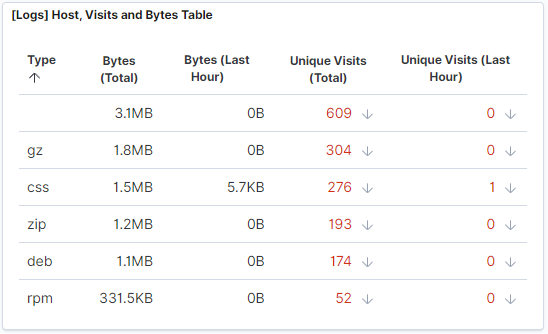 [Logs] Host, Visits and Bytes Table
Type ↑ Bytes (Total) Bytes (Last Hour) Unique Visits (Total) Unique Visits (Last Hour)
3.1MB 0B 609 ↓ 0 ↓
gz 1.8MB 0B 304 ↓ 0 ↓
css 1.5MB 5.7KB 276 ↓ 1 ↓
zip 1.2MB 0B 193 ↓ 0 ↓
deb 1.1MB 0B 174 ↓ 0 ↓
rpm 331.5KB 0B 52 ↓ 0 ↓